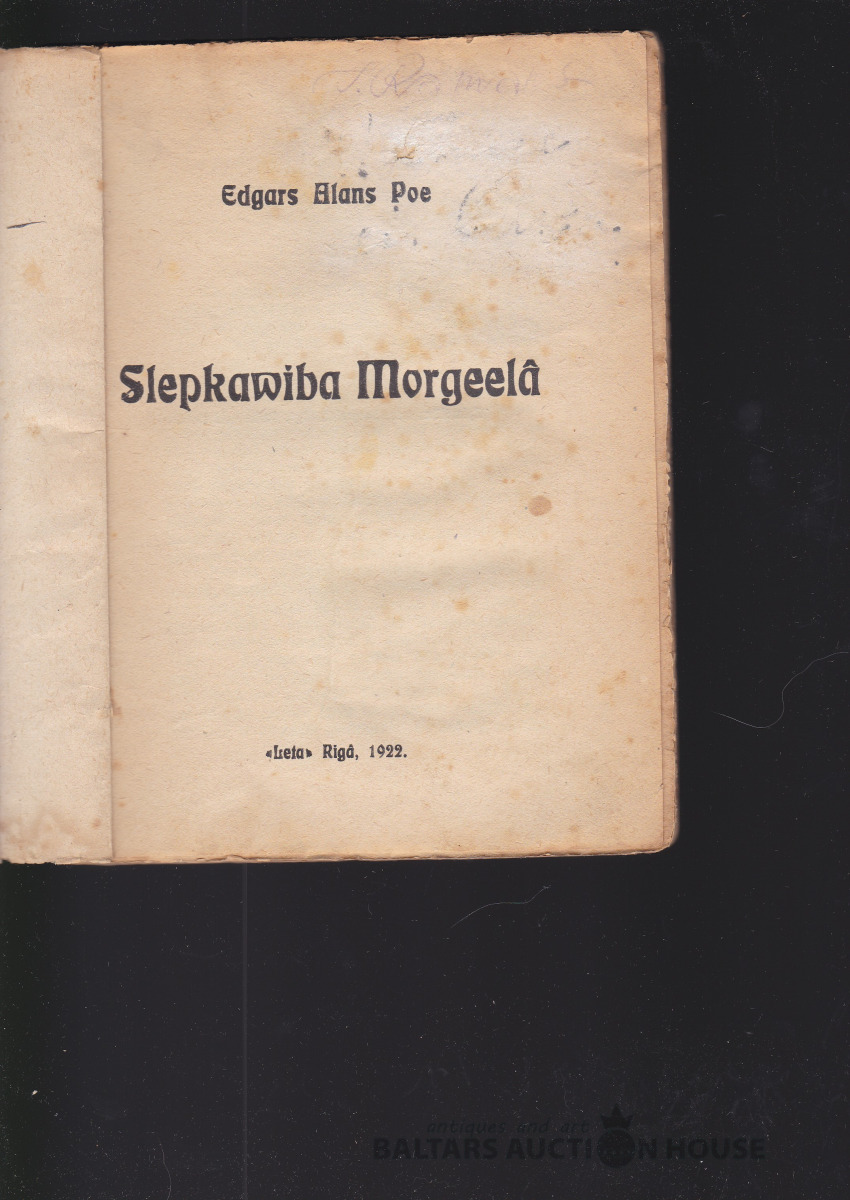 Edgars Alans Poe
Slepkawiba Morgeelâ
«Leta» Rigâ, 1922.
antiques and art
BALTARS AUCTION HOUSE